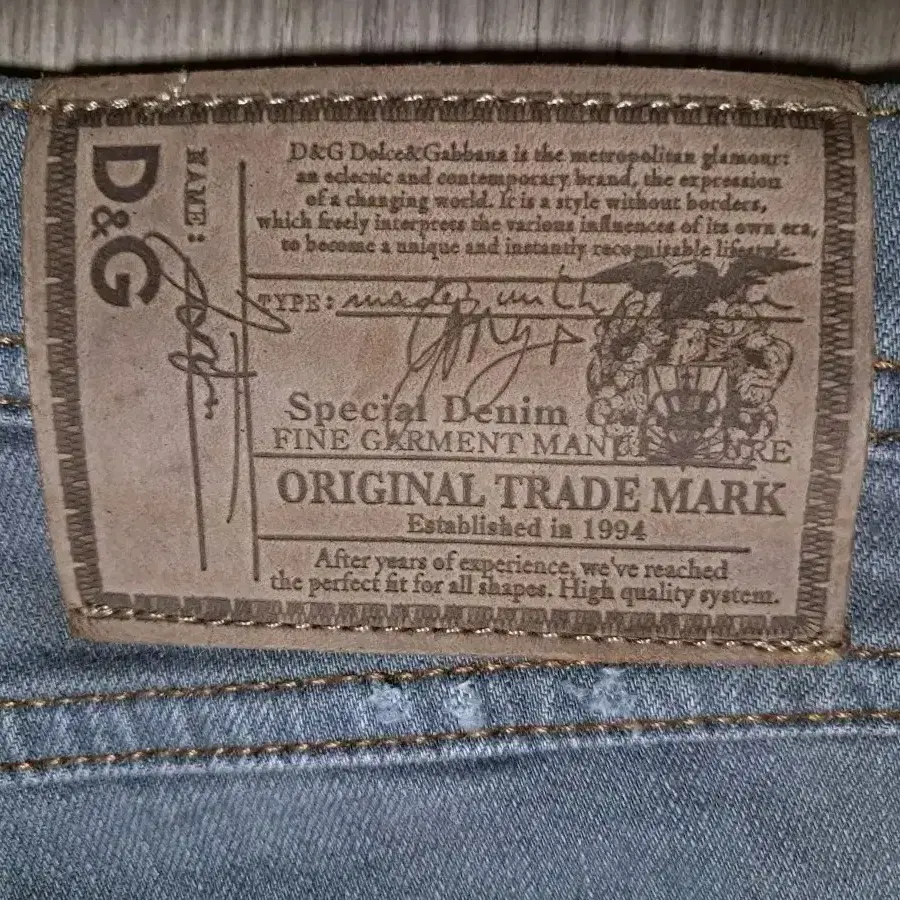 D&G
NAME:
D&G Dolce&Gabbana is the metropolitan glamour:
an eclectic and contemporary brand, the expression
of a changing world. It is a style without borders,
which freely interprets the various influences of its own era,
to become a unique and instantly recognisable lifestyle.
TYPE: made with
Special Denim
FINE GARMENT
ORIGINAL TRADE MARK
Established in 1994
After years of experience, we've reached
the perfect fit for all shapes. High quality system.